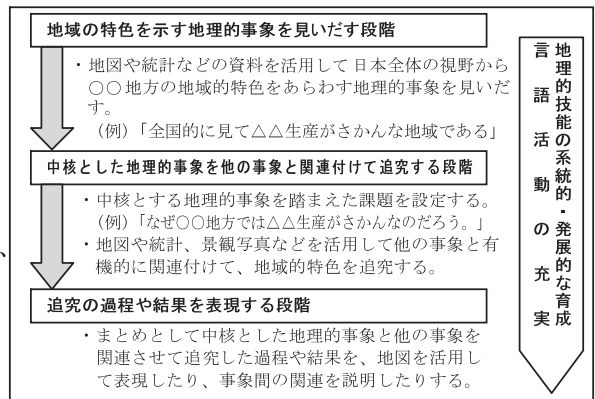 地域の特色を示す地理的事象を見いだす段階
・地図や統計などの資料を活用して日本全体の視野から
〇〇地方の地域的特色をあらわす地理的事象を見いだ
す。
(例)「全国的に見て△△生産がさかんな地域である」
中核とした地理的事象を他の事象と関連付けて追究する段階
・中核とする地理的事象を踏まえた課題を設定する。
(例)「なぜ〇〇地方では△△生産がさかんなのだろう。」
・地図や統計、景観写真などを活用して他の事象と有
機的に関連付けて、地域的特色を追究する。
追究の過程や結果を表現する段階
・まとめとして中核とした地理的事象と他の事象を
関連させて追究した過程や結果を、地図を活用し
て表現したり、事象間の関連を説明したりする。
地理的技能の系統的・発展的な育成
言語活動の充実
、